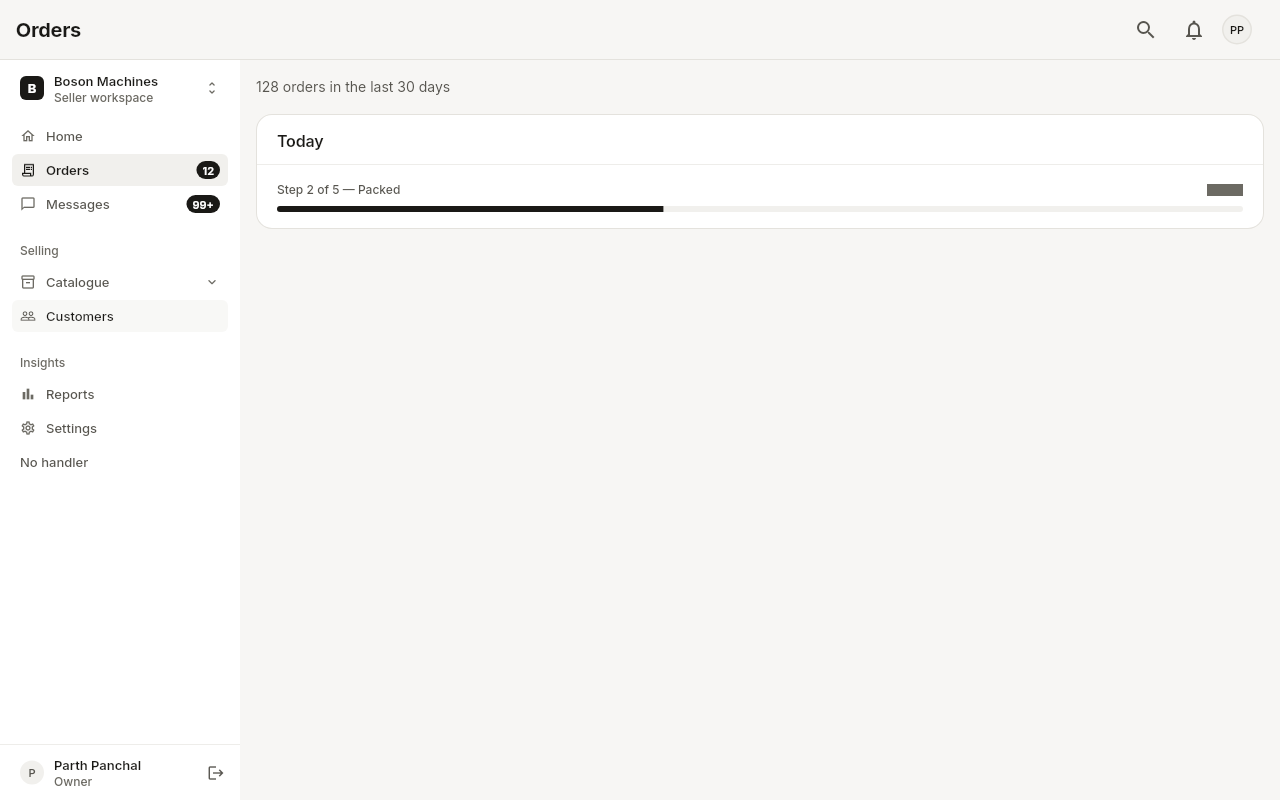 Orders
PP
B
Boson Machines
Seller workspace
Home
Orders
12
Messages
99+
Selling
Catalogue
Customers
Insights
Reports
Settings
No handler
P
Parth Panchal
Owner
128 orders in the last 30 days
Today
Step 2 of 5 — Packed